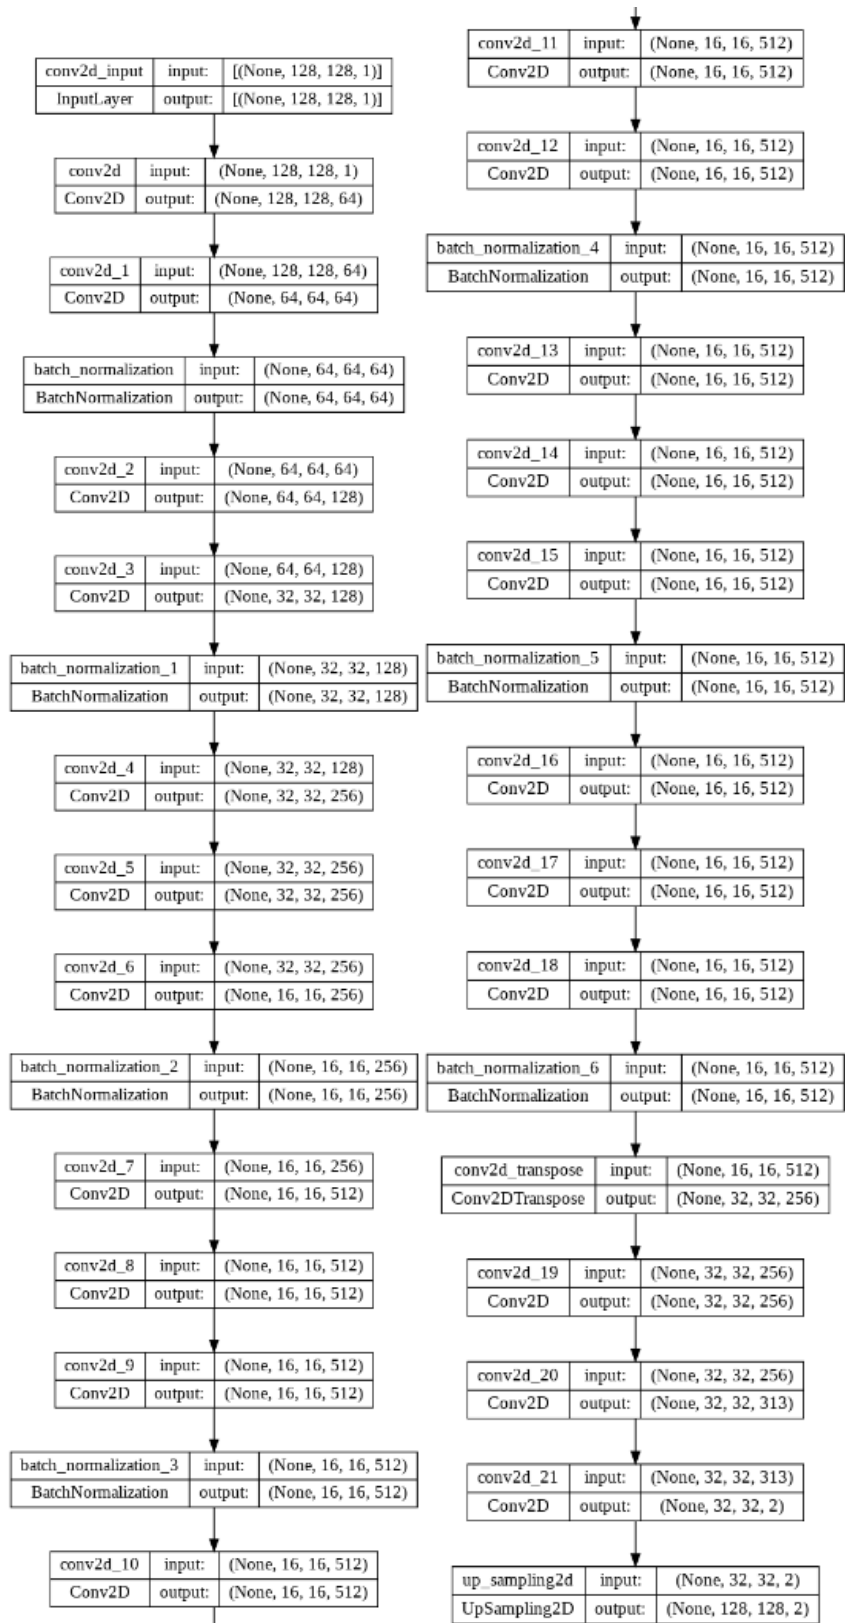 conv2d_input input: [(None, 128, 128, 1)]
InputLayer output: [(None, 128, 128, 1)]
conv2d input: (None, 128, 128, 1)
Conv2D output: (None, 128, 128, 64)
conv2d_1 input: (None, 128, 128, 64)
Conv2D output: (None, 64, 64, 64)
batch_normalization input: (None, 64, 64, 64)
BatchNormalization output: (None, 64, 64, 64)
conv2d_2 input: (None, 64, 64, 64)
Conv2D output: (None, 64, 64, 128)
conv2d_3 input: (None, 64, 64, 128)
Conv2D output: (None, 32, 32, 128)
batch_normalization_1 input: (None, 32, 32, 128)
BatchNormalization output: (None, 32, 32, 128)
conv2d_4 input: (None, 32, 32, 128)
Conv2D output: (None, 32, 32, 256)
conv2d_5 input: (None, 32, 32, 256)
Conv2D output: (None, 32, 32, 256)
conv2d_6 input: (None, 32, 32, 256)
Conv2D output: (None, 16, 16, 256)
batch_normalization_2 input: (None, 16, 16, 256)
BatchNormalization output: (None, 16, 16, 256)
conv2d_7 input: (None, 16, 16, 256)
Conv2D output: (None, 16, 16, 512)
conv2d_8 input: (None, 16, 16, 512)
Conv2D output: (None, 16, 16, 512)
conv2d_9 input: (None, 16, 16, 512)
Conv2D output: (None, 16, 16, 512)
batch_normalization_3 input: (None, 16, 16, 512)
BatchNormalization output: (None, 16, 16, 512)
conv2d_10 input: (None, 16, 16, 512)
Conv2D output: (None, 16, 16, 512)
conv2d_11 input: (None, 16, 16, 512)
Conv2D output: (None, 16, 16, 512)
conv2d_12 input: (None, 16, 16, 512)
Conv2D output: (None, 16, 16, 512)
batch_normalization_4 input: (None, 16, 16, 512)
BatchNormalization output: (None, 16, 16, 512)
conv2d_13 input: (None, 16, 16, 512)
Conv2D output: (None, 16, 16, 512)
conv2d_14 input: (None, 16, 16, 512)
Conv2D output: (None, 16, 16, 512)
conv2d_15 input: (None, 16, 16, 512)
Conv2D output: (None, 16, 16, 512)
batch_normalization_5 input: (None, 16, 16, 512)
BatchNormalization output: (None, 16, 16, 512)
conv2d_16 input: (None, 16, 16, 512)
Conv2D output: (None, 16, 16, 512)
conv2d_17 input: (None, 16, 16, 512)
Conv2D output: (None, 16, 16, 512)
conv2d_18 input: (None, 16, 16, 512)
Conv2D output: (None, 16, 16, 512)
batch_normalization_6 input: (None, 16, 16, 512)
BatchNormalization output: (None, 16, 16, 512)
conv2d_transpose input: (None, 16, 16, 512)
Conv2DTranspose output: (None, 32, 32, 256)
conv2d_19 input: (None, 32, 32, 256)
Conv2D output: (None, 32, 32, 256)
conv2d_20 input: (None, 32, 32, 256)
Conv2D output: (None, 32, 32, 313)
conv2d_21 input: (None, 32, 32, 313)
Conv2D output: (None, 32, 32, 2)
up_sampling2d input: (None, 32, 32, 2)
UpSampling2D output: (None, 128, 128, 2)